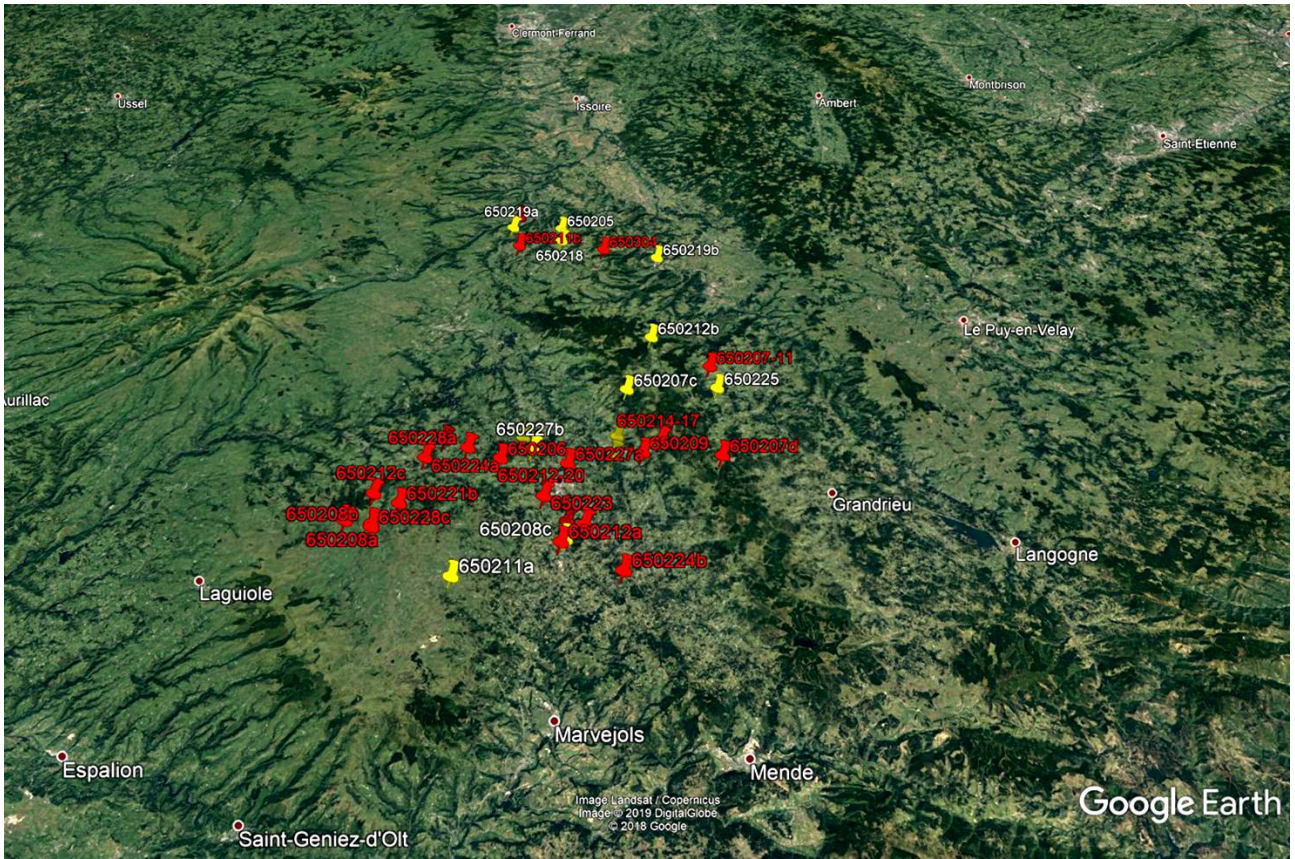 Clermont-Ferrand
Ussel
Issoire
Ambert
Montbrison
Saint-Etienne
650219a
650205
650211b
650218
650304
650219b
650212b
Le Puy-en-Velay
650207-11
650207c
650225
Aurillac
650214-17
650227b
650228a
650206
650209
650207d
650224a
650227a
650212c
650212-20
650221b
650223
Grandrieu
650208b
650228c
650208a
650208c
650212a
Langogne
650211a
650224b
Laguiole
Marvejols
Espalion
Mende
Image Landsat / Copernicus
Image © 2019 DigitalGlobe
© 2018 Google
Google Earth
Saint-Geniez-d'Olt